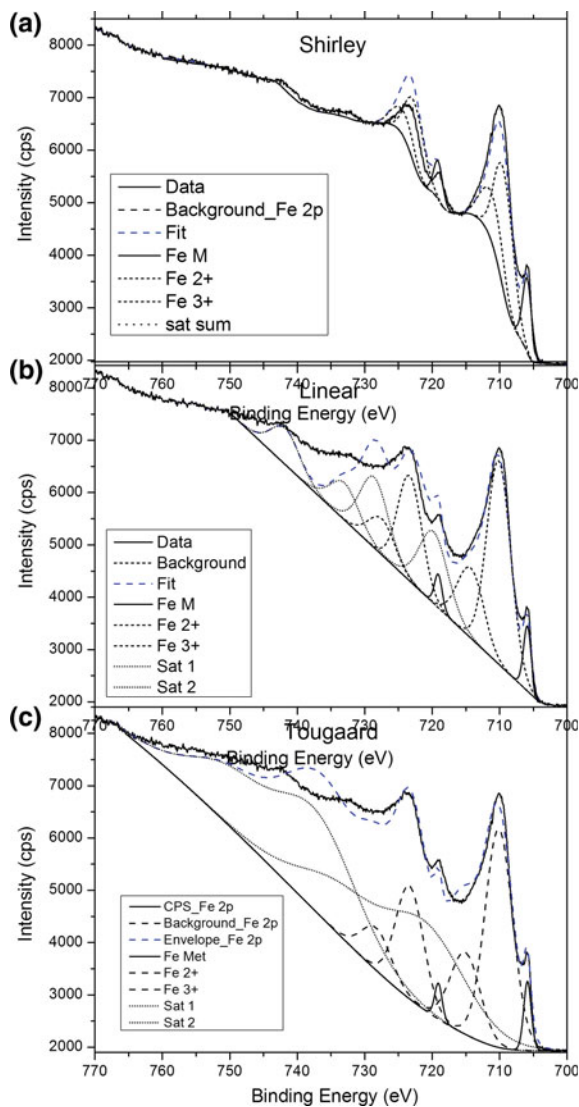 (a)
Shirley
8000
7000
6000
5000
4000
3000
2000
Intensity (cps)
Data
Background_Fe 2p
Fit
Fe M
Fe 2+
Fe 3+
sat sum
770 760 750 740 730 720 710 700
Binding Energy (eV)
(b)
Linear
8000
7000
6000
5000
4000
3000
2000
Intensity (cps)
Data
Background
Fit
Fe M
Fe 2+
Fe 3+
Sat 1
Sat 2
770 760 750 740 730 720 710 700
Binding Energy (eV)
(c)
Tougaard
8000
7000
6000
5000
4000
3000
2000
Intensity (cps)
CPS_Fe 2p
Background_Fe 2p
Envelope_Fe 2p
Fe Met
Fe 2+
Fe 3+
Sat 1
Sat 2
770 760 750 740 730 720 710 700
Binding Energy (eV)